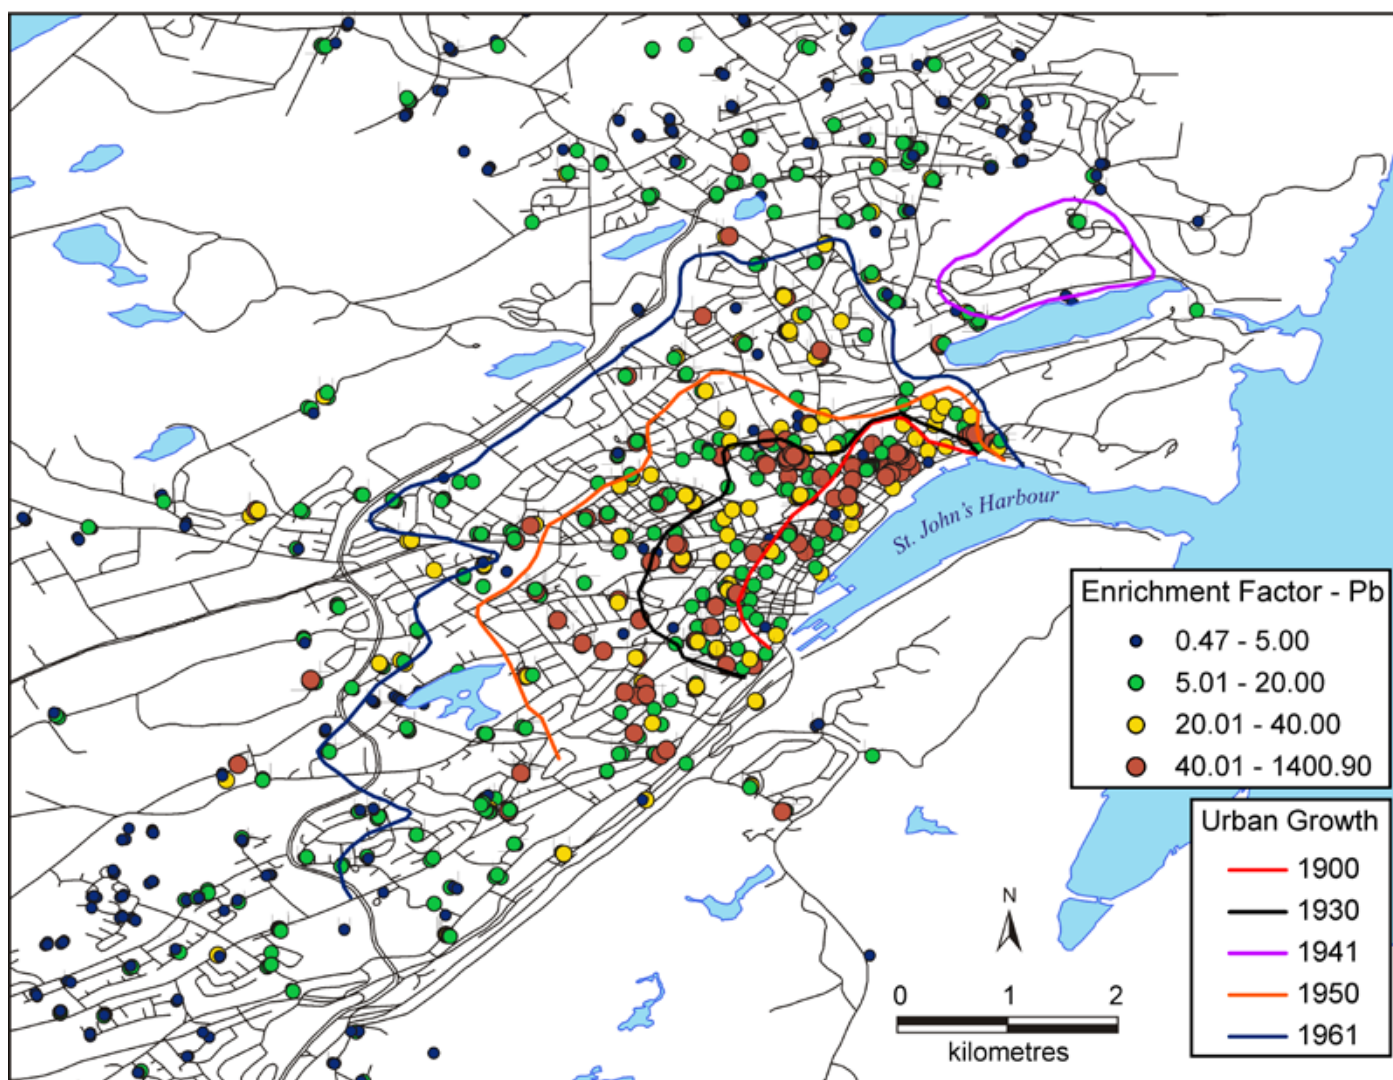 St. John's Harbour
Enrichment Factor - Pb
0.47 - 5.00
5.01 - 20.00
20.01 - 40.00
40.01 - 1400.90
Urban Growth
1900
1930
1941
1950
1961
N
0 1 2
kilometres